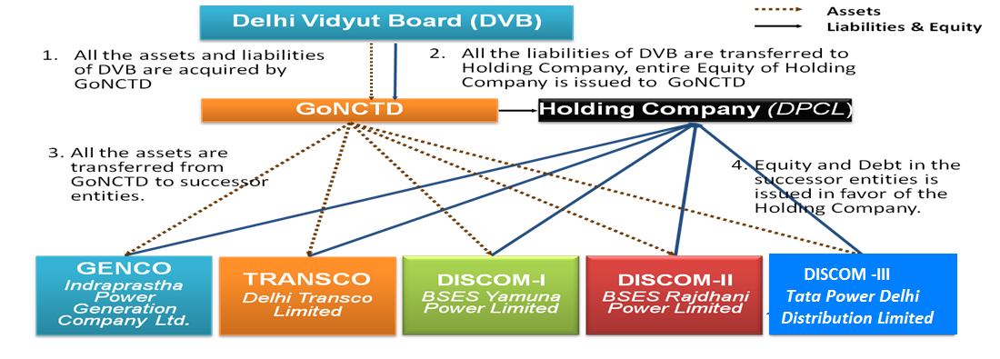 Delhi Vidyut Board (DVB)
Assets
Liabilities & Equity
1. All the assets and liabilities
of DVB are acquired by
GoNCTD
2. All the liabilities of DVB are transferred to
Holding Company, entire Equity of Holding
Company is issued to GoNCTD
GoNCTD
Holding Company (DPCL)
3. All the assets are
transferred from
GoNCTD to successor
entities.
4. Equity and Debt in the
successor entities is
issued in favor of the
Holding Company.
GENCO
Indraprastha
Power
Generation
Company Ltd.
TRANSCO
Delhi Transco
Limited
DISCOM-I
BSES Yamuna
Power Limited
DISCOM-II
BSES Rajdhani
Power Limited
DISCOM -III
Tata Power Delhi
Distribution Limited